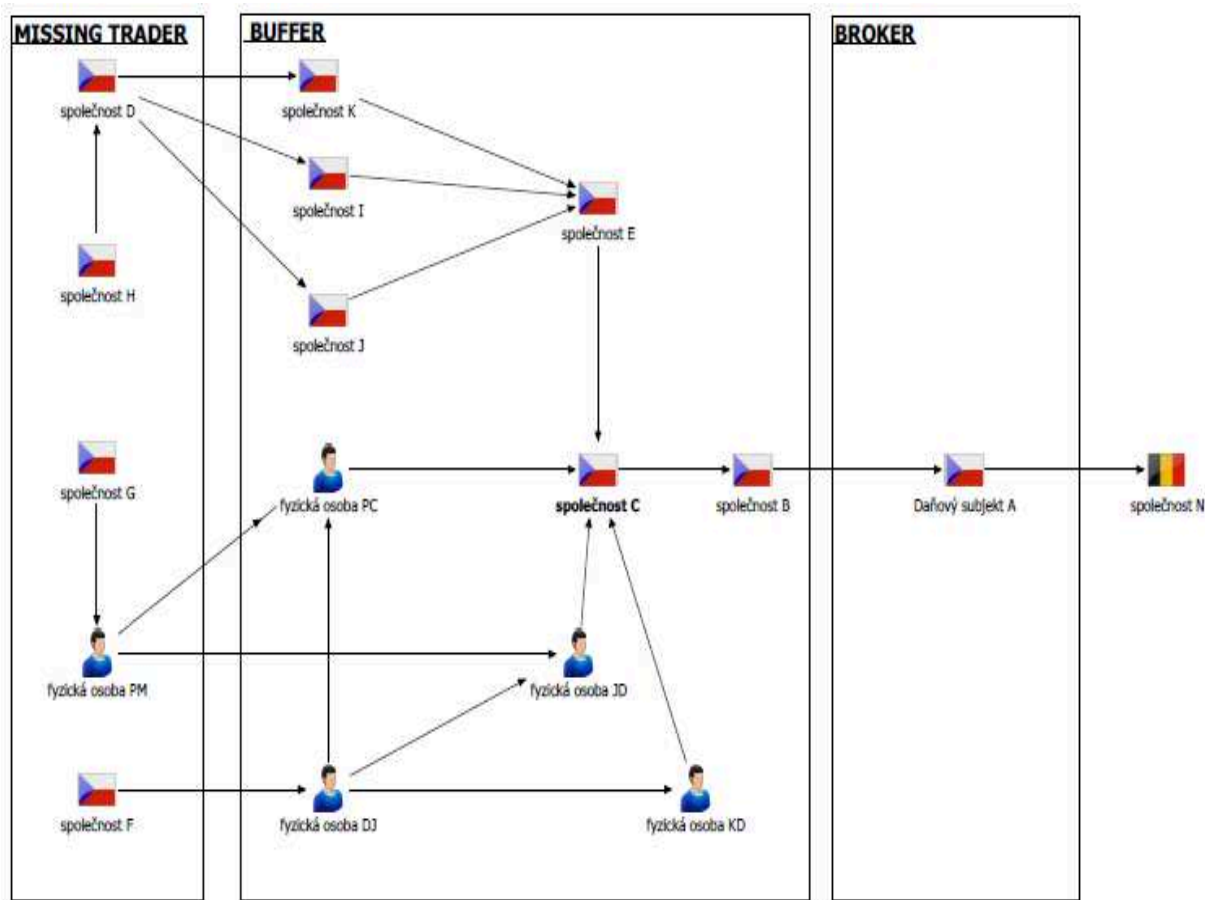 MISSING TRADER
BUFFER
BROKER
společnost D
společnost K
společnost I
společnost E
společnost H
společnost J
společnost G
fyzická osoba PC
společnost C
společnost B
Daňový subjekt A
společnost N
fyzická osoba PM
fyzická osoba JD
společnost F
fyzická osoba DJ
fyzická osoba KD